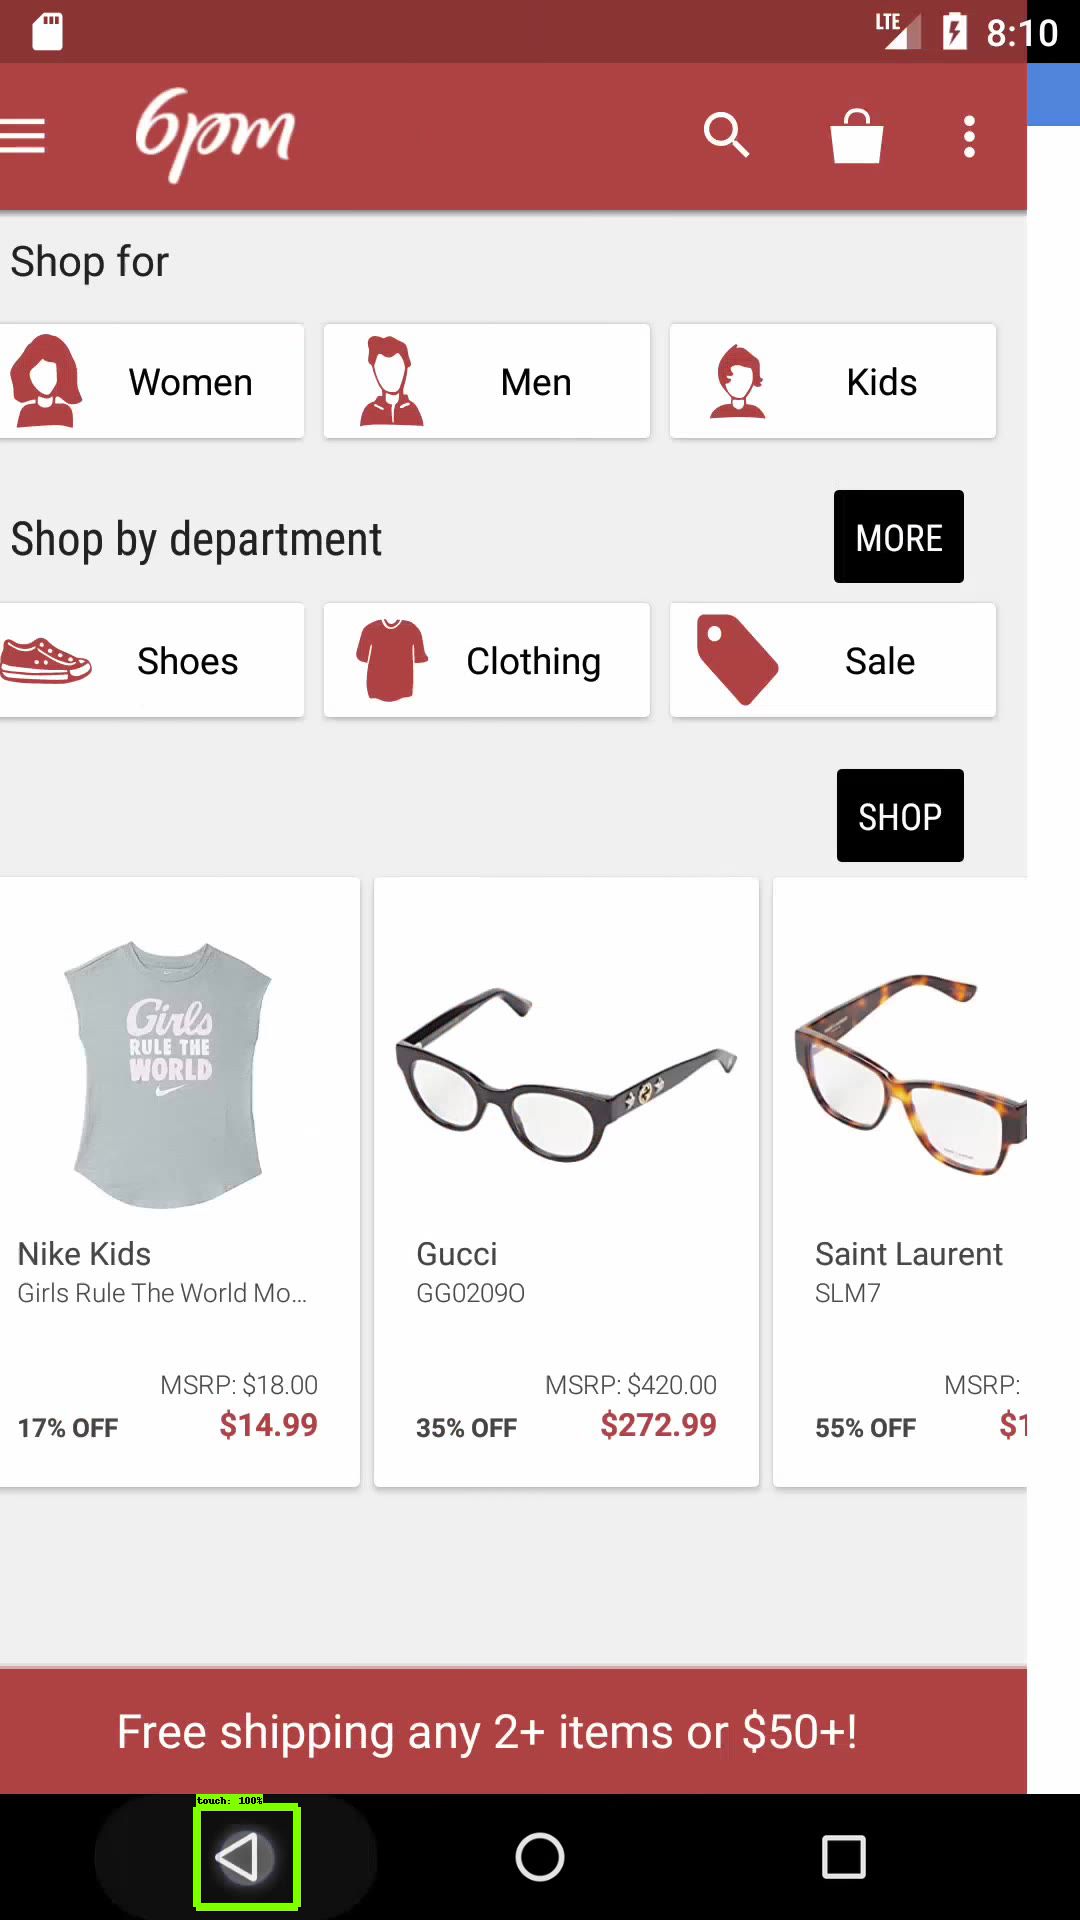 LTE 8:10
6pm
Shop for
Women
Men
Kids
Shop by department
MORE
Shoes
Clothing
Sale
SHOP
Girls
RULE THE
WORLD
Nike Kids
Girls Rule The World Mo...
MSRP: $18.00
17% OFF
$14.99
Gucci
GG0209O
MSRP: $420.00
35% OFF
$272.99
Saint Laurent
SLM7
MSRP:
55% OFF
$1
Free shipping any 2+ items or $50+!
touch: 100%